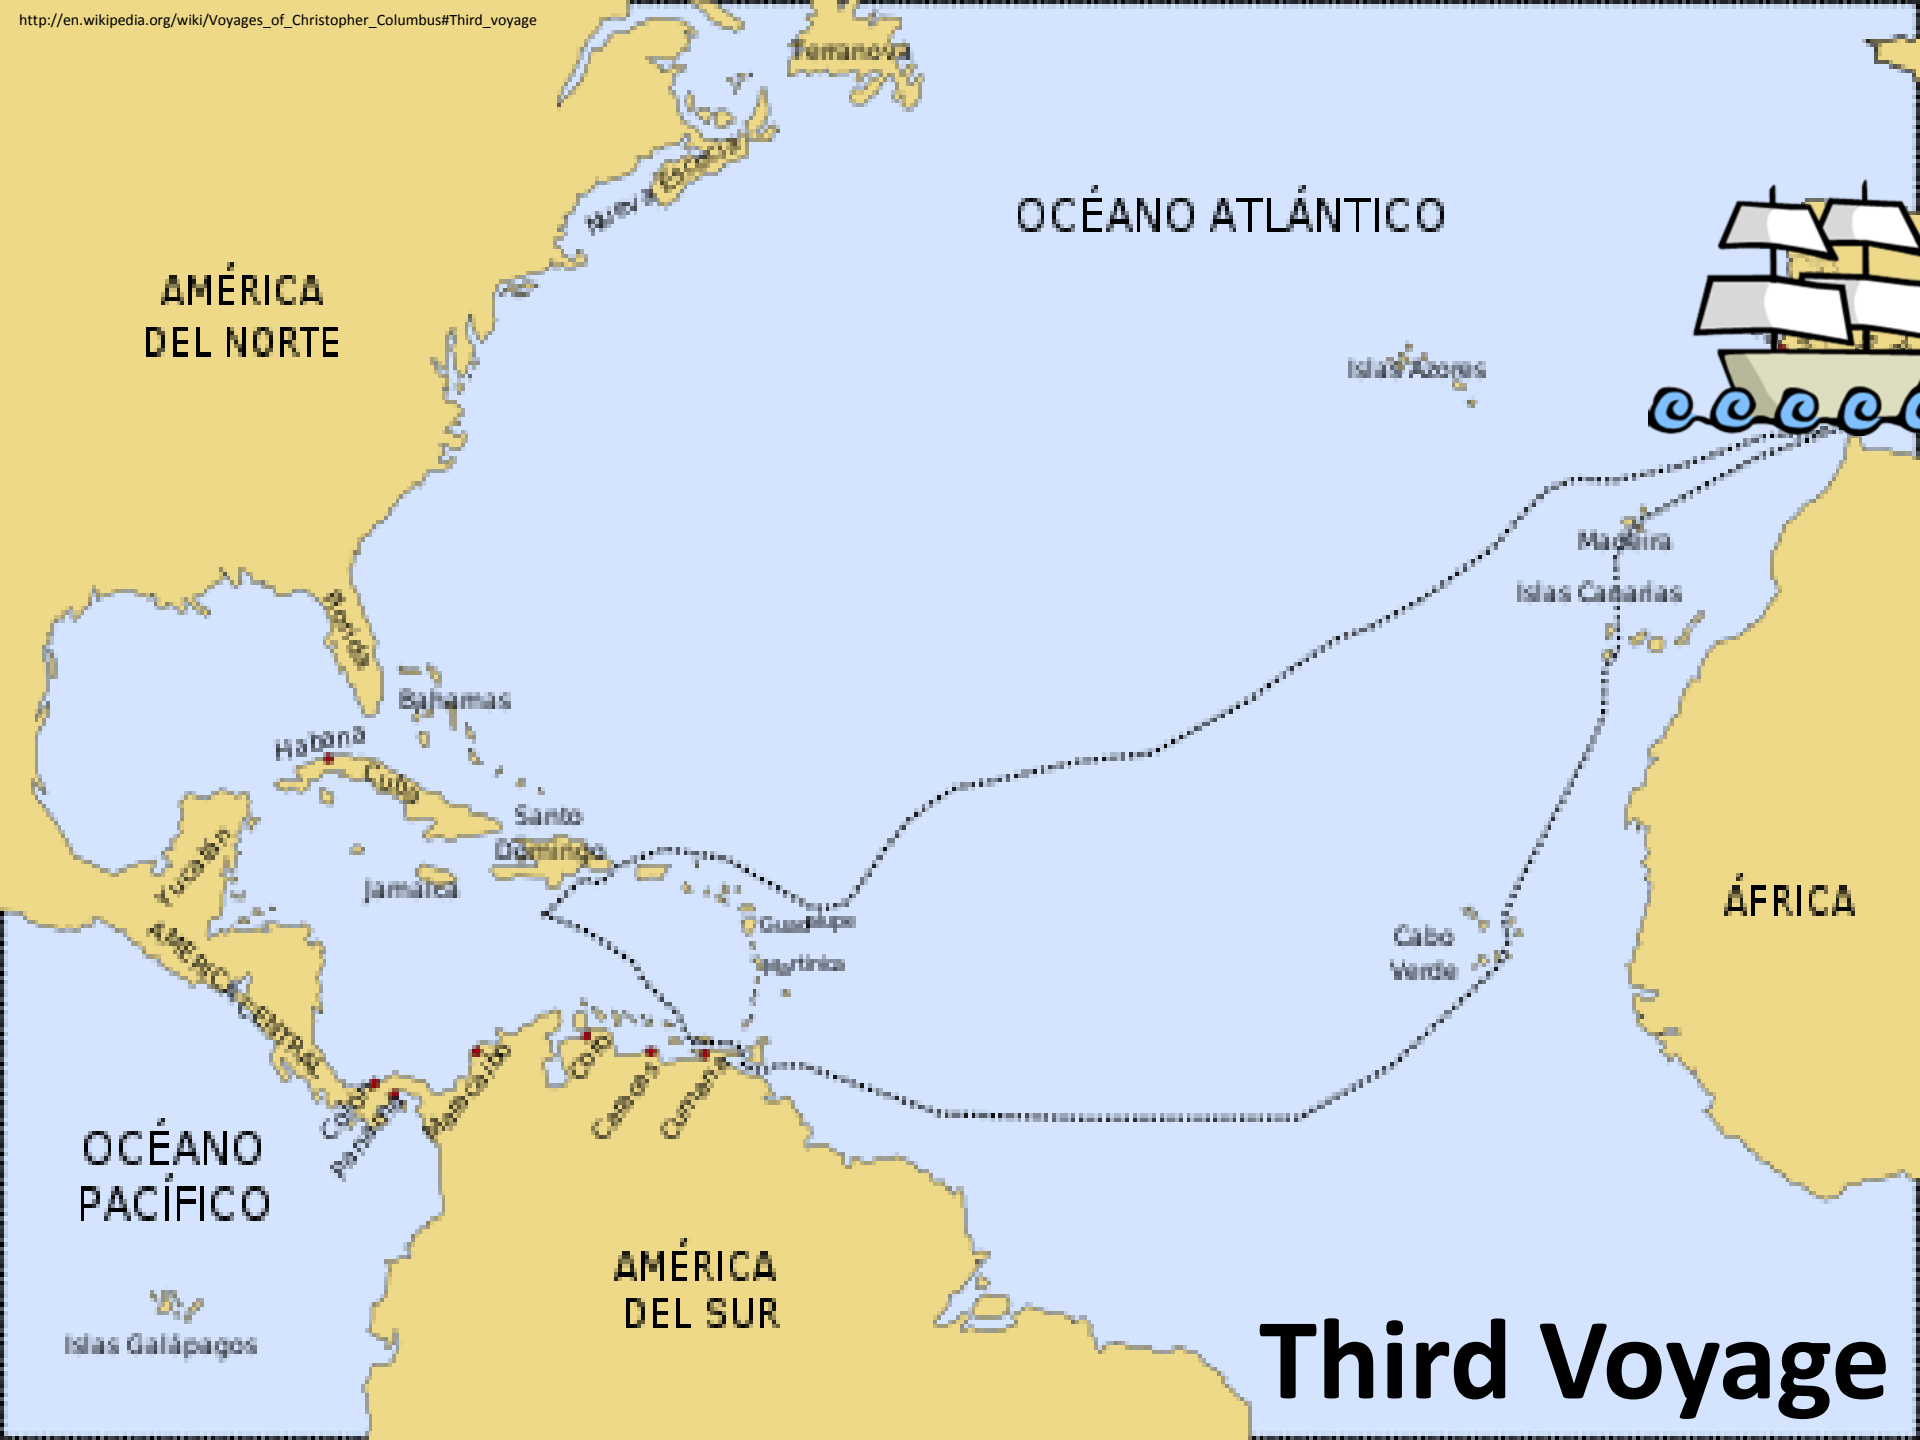 http://en.wikipedia.org/wiki/Voyages_of_Christopher_Columbus#Third_voyage
Terranova
Nueva Escocia
OCÉANO ATLÁNTICO
AMÉRICA
DEL NORTE
Islas Azores
Madeira
Islas Canarias
Florida
Bahamas
Habana
Cuba
Santo
Domingo
Jamaica
Yucatán
ÁFRICA
Guadalupe
Martinica
Cabo
Verde
AMÉRICA CENTRAL
Colón
Panamá
Maracaibo
Coro
Caracas
Cumaná
OCÉANO
PACÍFICO
AMÉRICA
DEL SUR
Islas Galápagos
Third Voyage